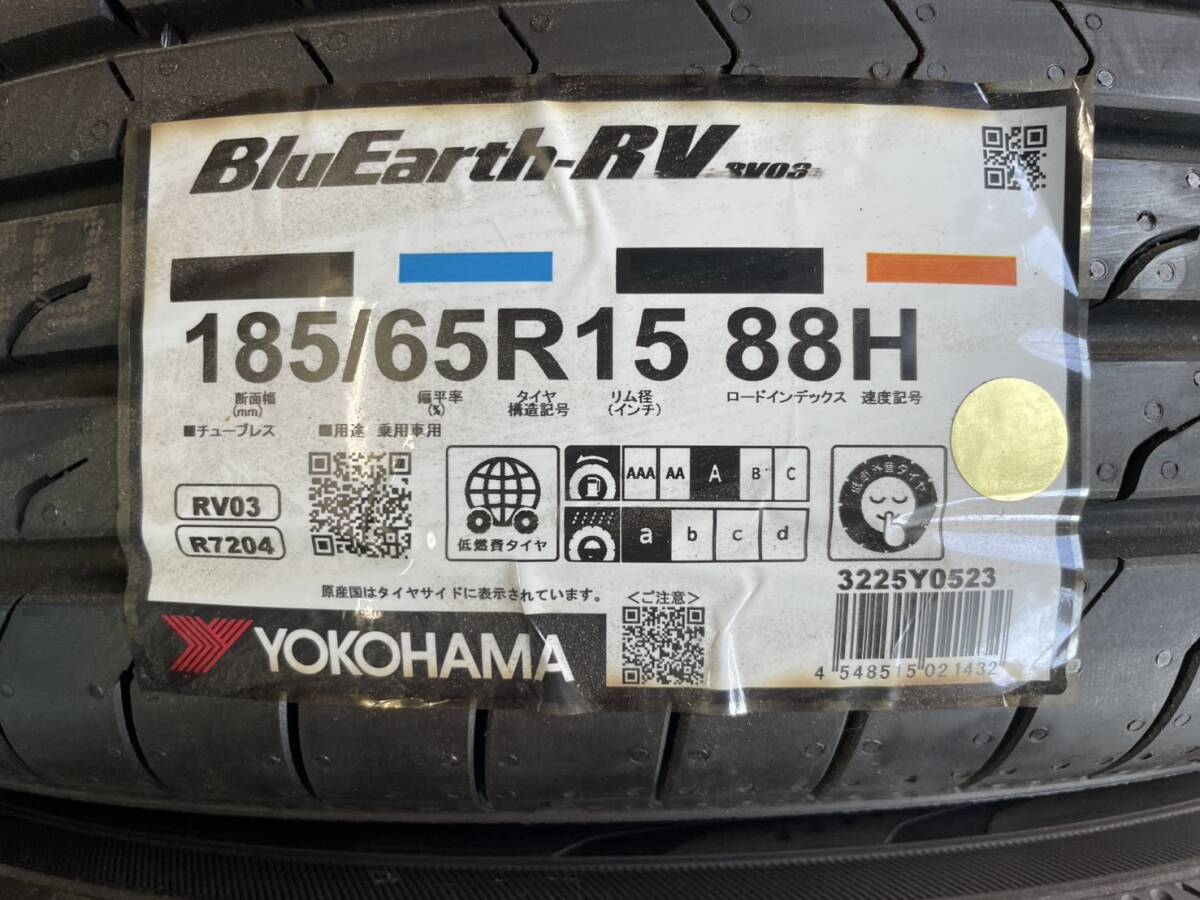 BluEarth-RV RV03
185/65R15 88H
断面幅 (mm) 偏平率 (%) タイヤ構造記号 リム径 (インチ) ロードインデックス 速度記号
■チューブレス ■用途 乗用車用
AAA AA A B C
a b c d
RV03
R7204
低燃費タイヤ
低車外音タイヤ
3225Y0523
原産国はタイヤサイドに表示されています。
<ご注意>
YOKOHAMA
4 548515 021432